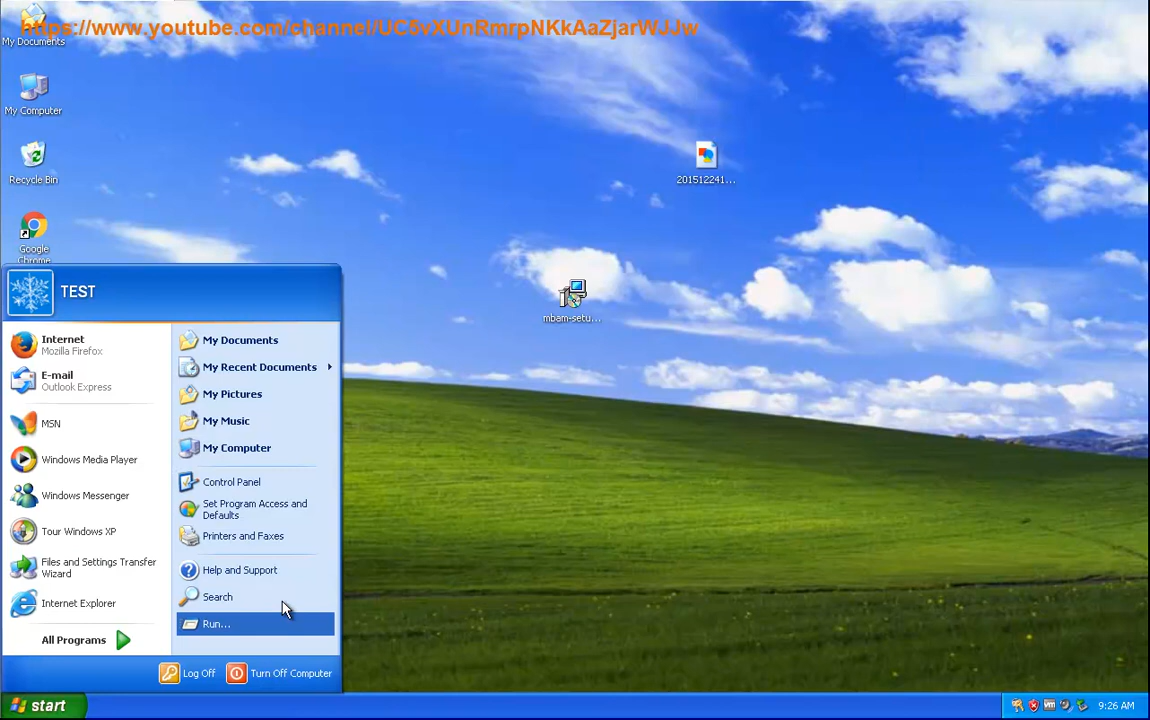 https://www.youtube.com/channel/UC5vXUnRmrpNKkAaZjarWJJw
My Documents
My Computer
Recycle Bin
Google
Chrome
201512241...
mbam-setu...
TEST
Internet
Mozilla Firefox
E-mail
Outlook Express
MSN
Windows Media Player
Windows Messenger
Tour Windows XP
Files and Settings Transfer
Wizard
Internet Explorer
All Programs
My Documents
My Recent Documents
My Pictures
My Music
My Computer
Control Panel
Set Program Access and
Defaults
Printers and Faxes
Help and Support
Search
Run...
Log Off
Turn Off Computer
start
9:26 AM